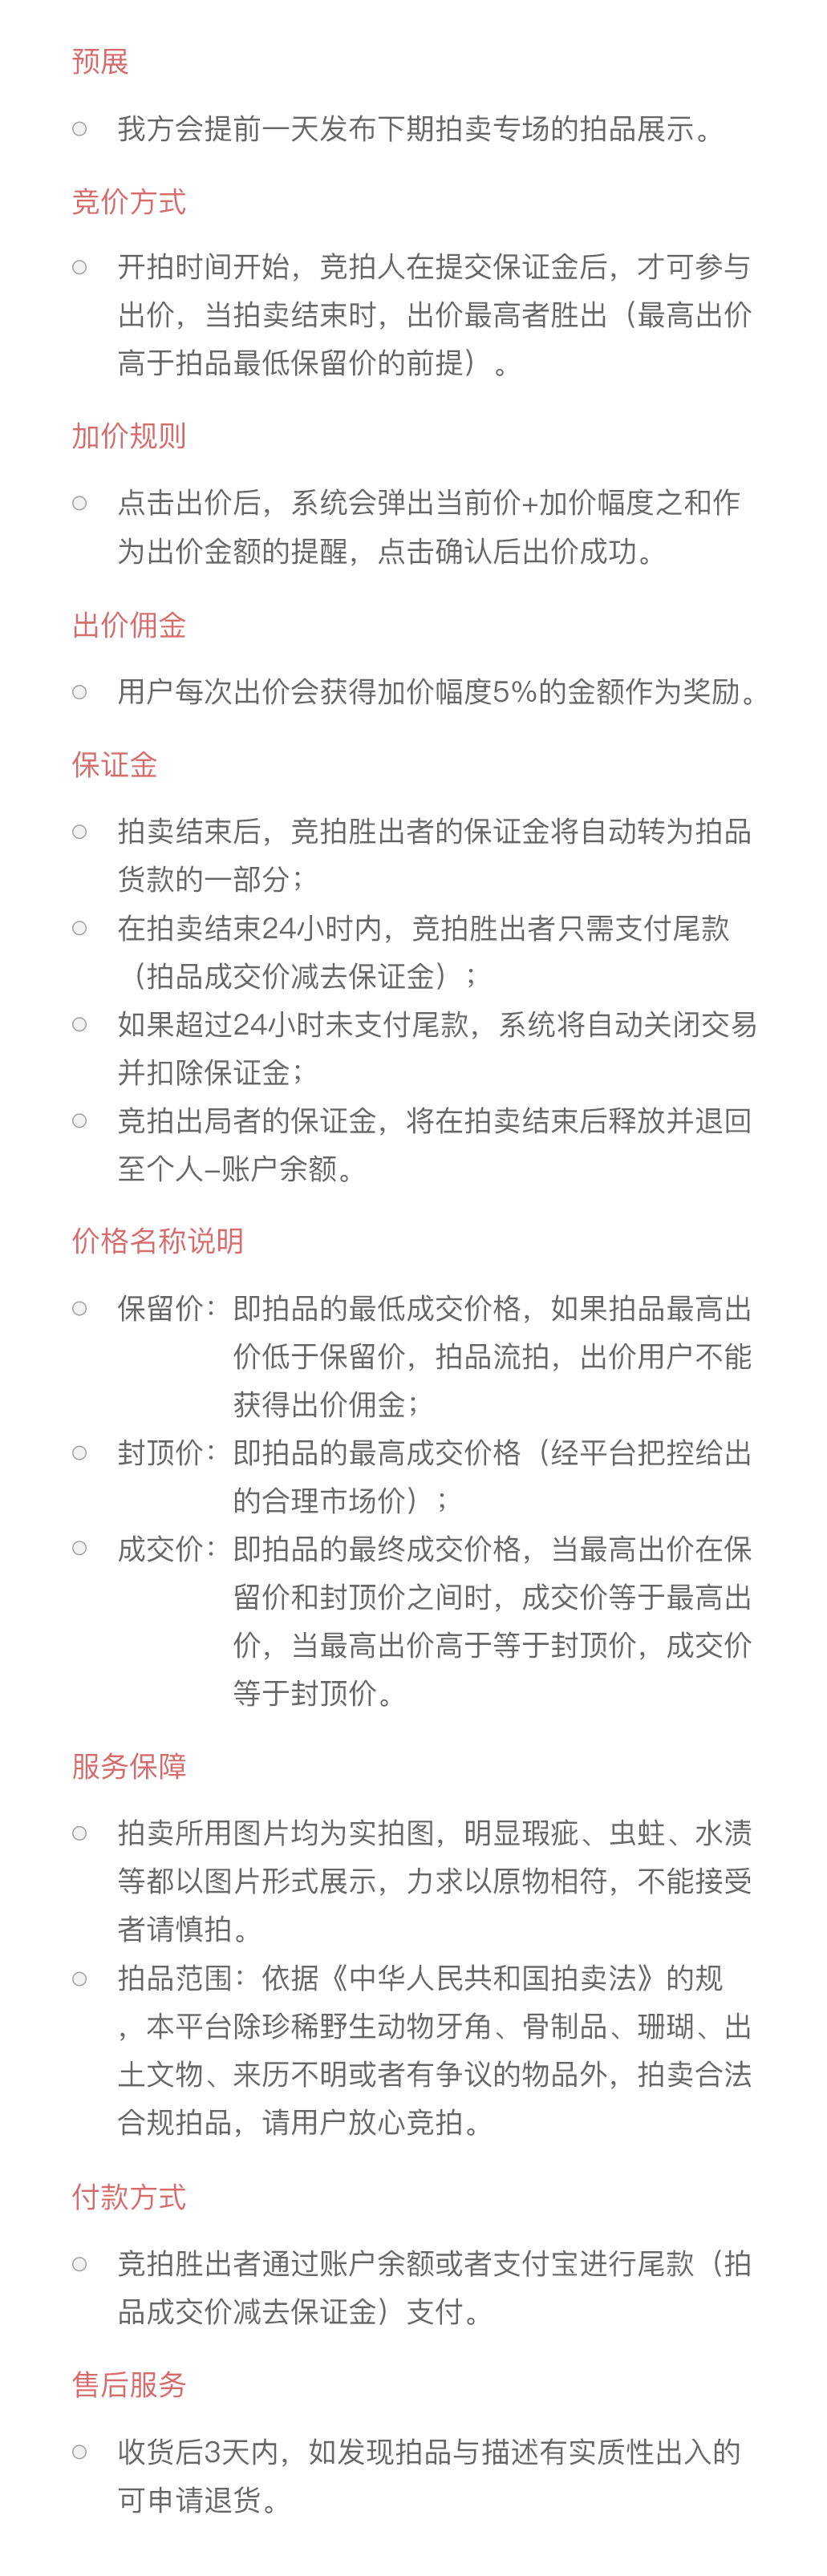 预展
我方会提前一天发布下期拍卖专场的拍品展示。
竞价方式
开拍时间开始，竞拍人在提交保证金后，才可参与
出价，当拍卖结束时，出价最高者胜出（最高出价
高于拍品最低保留价的前提）。
加价规则
点击出价后，系统会弹出当前价+加价幅度之和作
为出价金额的提醒，点击确认后出价成功。
出价佣金
用户每次出价会获得加价幅度5%的金额作为奖励。
保证金
拍卖结束后，竞拍胜出者的保证金将自动转为拍品
货款的一部分；
在拍卖结束24小时内，竞拍胜出者只需支付尾款
（拍品成交价减去保证金）；
如果超过24小时未支付尾款，系统将自动关闭交易
并扣除保证金；
竞拍出局者的保证金，将在拍卖结束后释放并退回
至个人–账户余额。
价格名称说明
保留价：即拍品的最低成交价格，如果拍品最高出
价低于保留价，拍品流拍，出价用户不能
获得出价佣金；
封顶价：即拍品的最高成交价格（经平台把控给出
的合理市场价）；
成交价：即拍品的最终成交价格，当最高出价在保
留价和封顶价之间时，成交价等于最高出
价，当最高出价高于等于封顶价，成交价
等于封顶价。
服务保障
拍卖所用图片均为实拍图，明显瑕疵、虫蛀、水渍
等都以图片形式展示，力求以原物相符，不能接受
者请慎拍。
拍品范围：依据《中华人民共和国拍卖法》的规
，本平台除珍稀野生动物牙角、骨制品、珊瑚、出
土文物、来历不明或者有争议的物品外，拍卖合法
合规拍品，请用户放心竞拍。
付款方式
竞拍胜出者通过账户余额或者支付宝进行尾款（拍
品成交价减去保证金）支付。
售后服务
收货后3天内，如发现拍品与描述有实质性出入的
可申请退货。